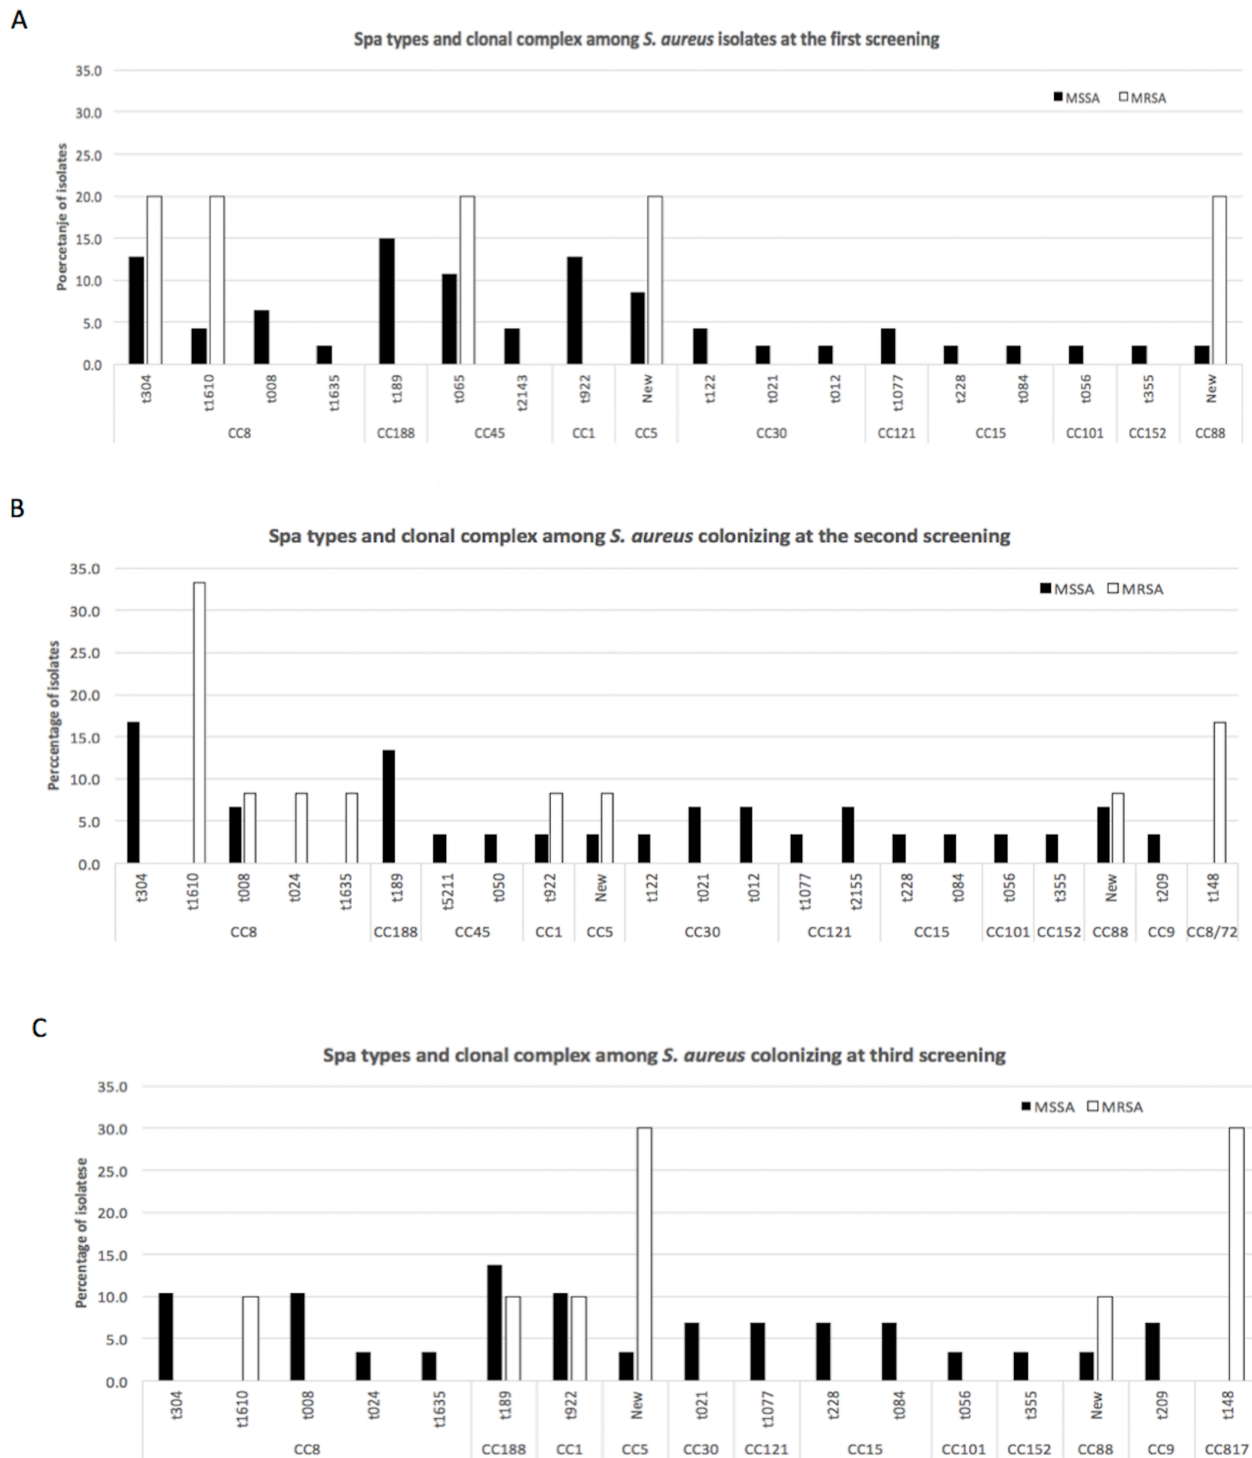 A
Spa types and clonal complex among S. aureus isolates at the first screening
35.0
MSSA MRSA
30.0
25.0
20.0
15.0
10.0
5.0
0.0
Poercetanje of isolates
t304 t1610 t008 t1635 t189 t065 t2143 t922 New t122 t021 t012 t1077 t228 t084 t056 t355 New
CC8 CC188 CC45 CC1 CC5 CC30 CC121 CC15 CC101 CC152 CC88
B
Spa types and clonal complex among S. aureus colonizing at the second screening
35.0
MSSA MRSA
30.0
25.0
20.0
15.0
10.0
5.0
0.0
Perccentage of isolates
t304 t1610 t008 t024 t1635 t189 t5211 t050 t922 New t122 t021 t012 t1077 t2155 t228 t084 t056 t355 New t209 t148
CC8 CC188 CC45 CC1 CC5 CC30 CC121 CC15 CC101 CC152 CC88 CC9 CC8/72
C
Spa types and clonal complex among S. aureus colonizing at third screening
35.0
MSSA MRSA
30.0
25.0
20.0
15.0
10.0
5.0
0.0
Percentage of isolatese
t304 t1610 t008 t024 t1635 t189 t922 New t021 t1077 t228 t084 t056 t355 New t209 t148
CC8 CC188 CC1 CC5 CC30 CC121 CC15 CC101 CC152 CC88 CC9 CC817